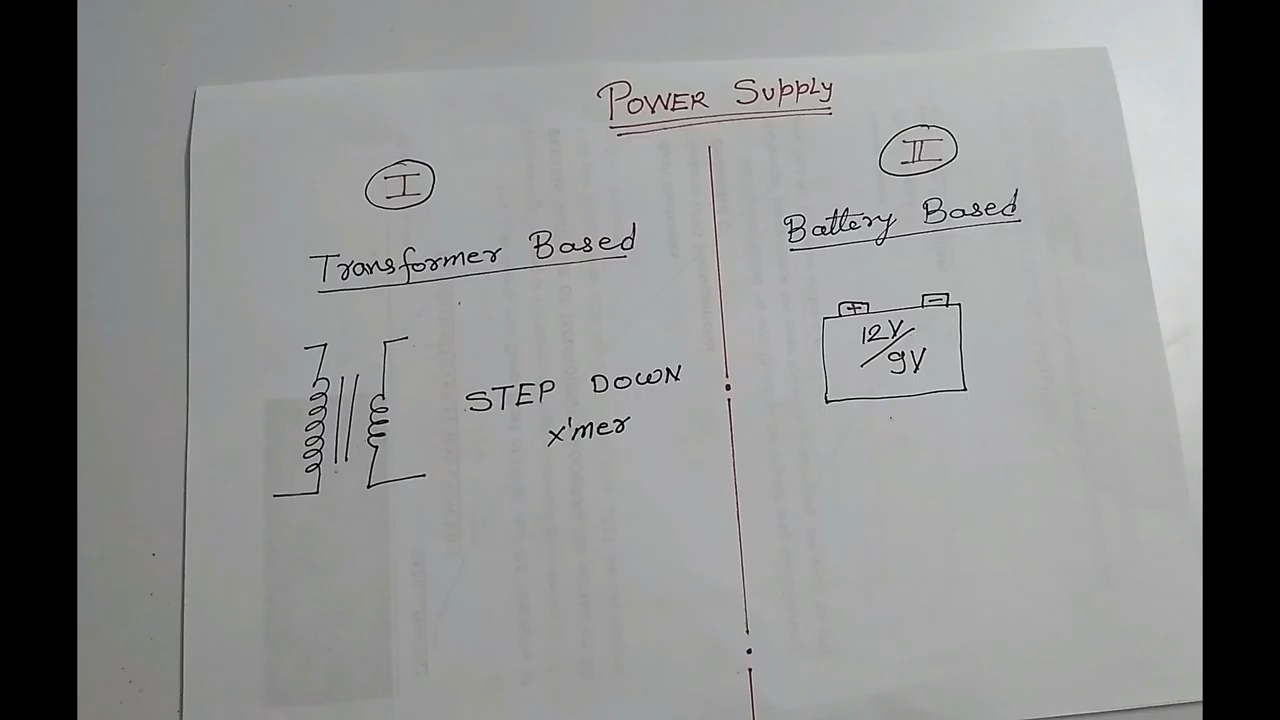 POWER Supply
I
Transformer Based
STEP DOWN
x'mer
II
Battery Based
+ -
12V/
9V